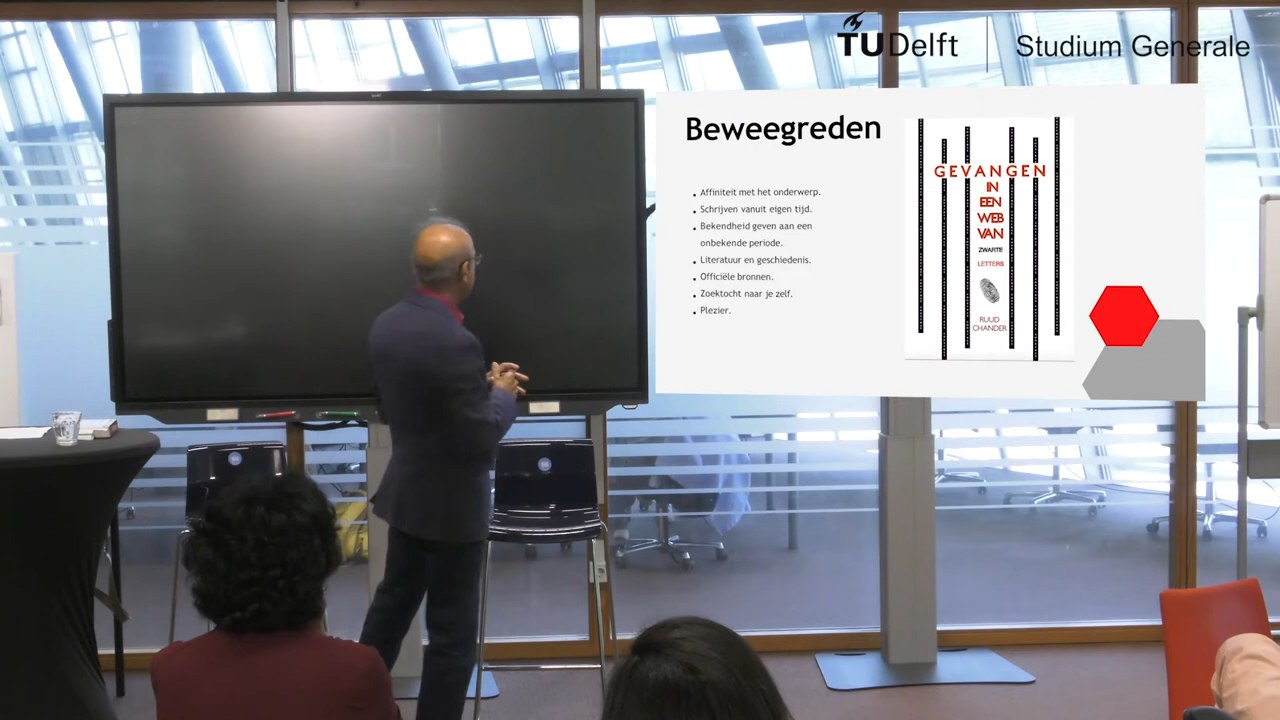 TU Delft
Studium Generale
Beweegreden
Affiniteit met het onderwerp.
Schrijven vanuit eigen tijd.
Bekendheid geven aan een
onbekende periode.
Literatuur en geschiedenis.
Officiële bronnen.
Zoektocht naar je zelf.
Plezier.
GEVANGEN
IN
EEN
WEB
VAN
ZWARTE
LETTERS
RUUD
CHANDER